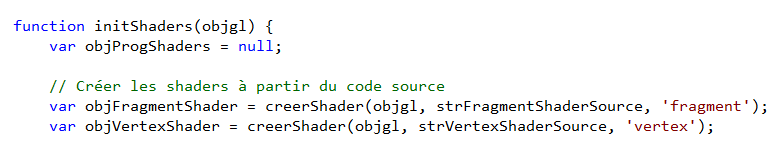 function initShaders(objgl) {
    var objProgShaders = null;

    // Créer les shaders à partir du code source
    var objFragmentShader = creerShader(objgl, strFragmentShaderSource, 'fragment');
    var objVertexShader = creerShader(objgl, strVertexShaderSource, 'vertex');